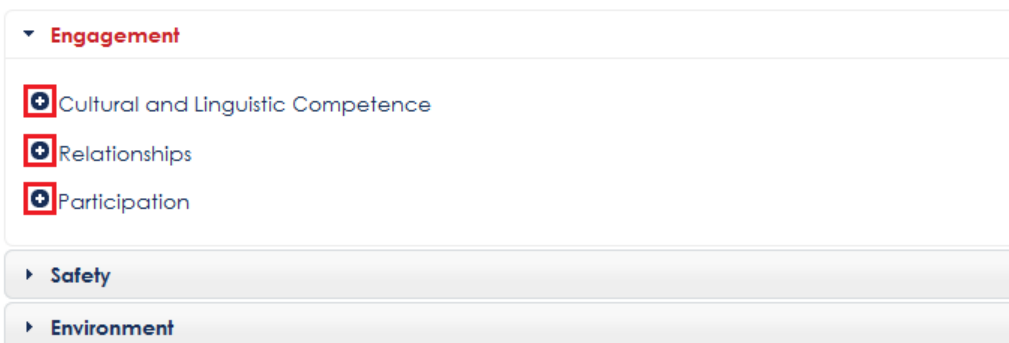 Engagement
Cultural and Linguistic Competence
Relationships
Participation
Safety
Environment